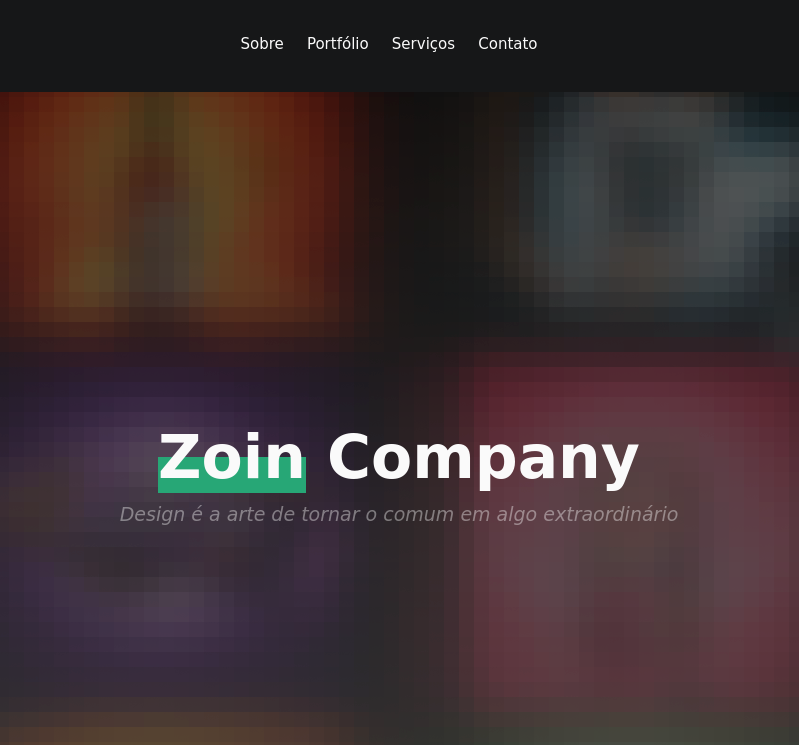 Sobre Portfólio Serviços Contato
Zoin Company
Design é a arte de tornar o comum em algo extraordinário